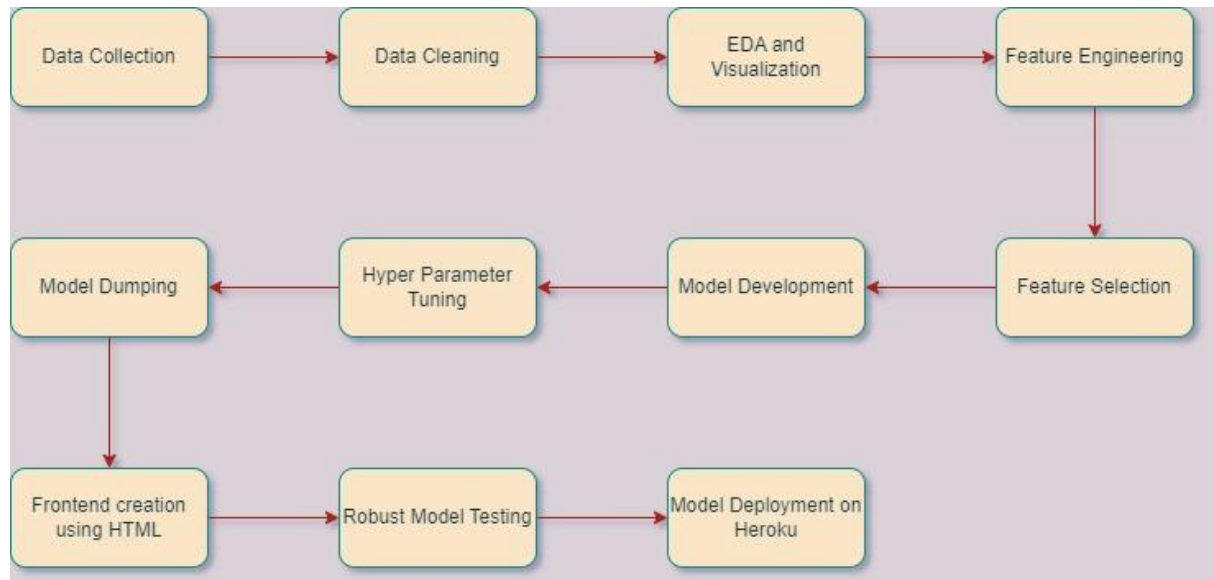 Data Collection
Data Cleaning
EDA and
Visualization
Feature Engineering
Feature Selection
Model Development
Hyper Parameter
Tuning
Model Dumping
Frontend creation
using HTML
Robust Model Testing
Model Deployment on
Heroku